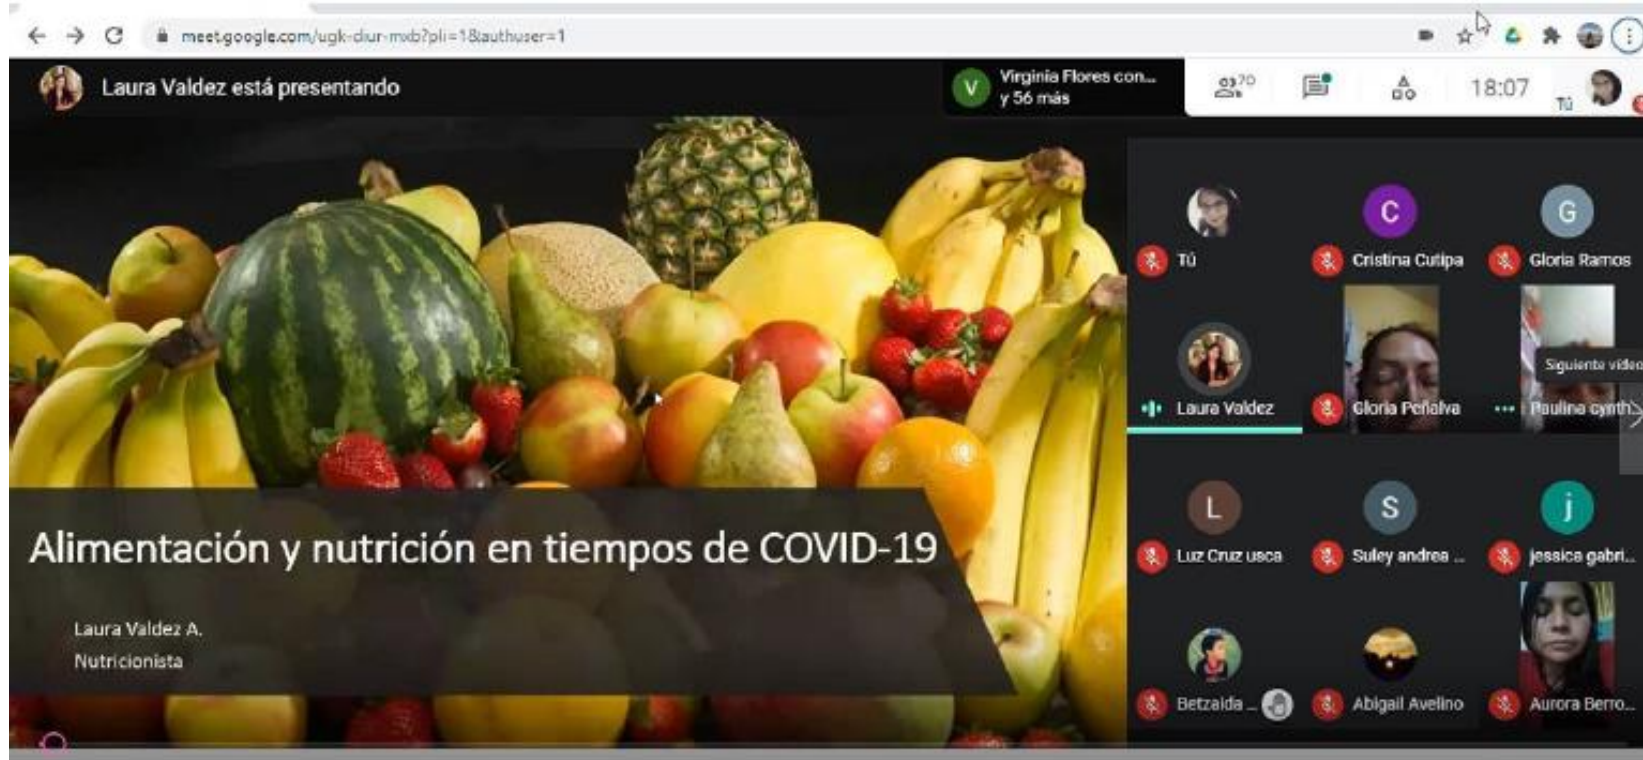 meet.google.com/ugk-diur-mxb?pli=1&authuser=1
Laura Valdez está presentando
V
Virginia Flores con...
y 56 más
70
18:07
Tú
Tú
C
Cristina Cutipa
G
Gloria Ramos
Laura Valdez
Gloria Peñalva
Siguiente vídeo
Paulina cynth
L
Luz Cruz usca
S
Suley andrea ...
j
jessica gabri...
Betzaida ...
Abigail Avelino
Aurora Berro...
Alimentación y nutrición en tiempos de COVID-19
Laura Valdez A.
Nutricionista